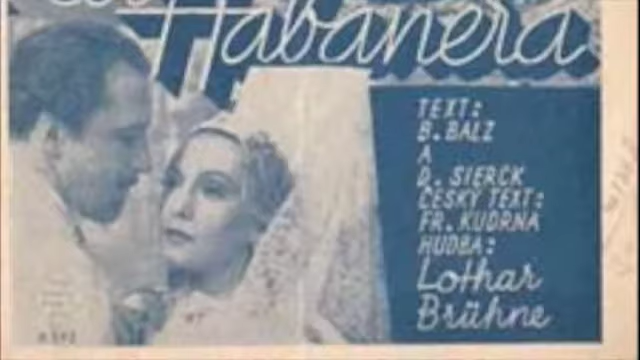 Habanera
TEXT:
B. BALZ
A
D. SIERCK
ČESKÝ TEXT:
FR. KUDRNA
HUDBA:
Lothar
Brühne